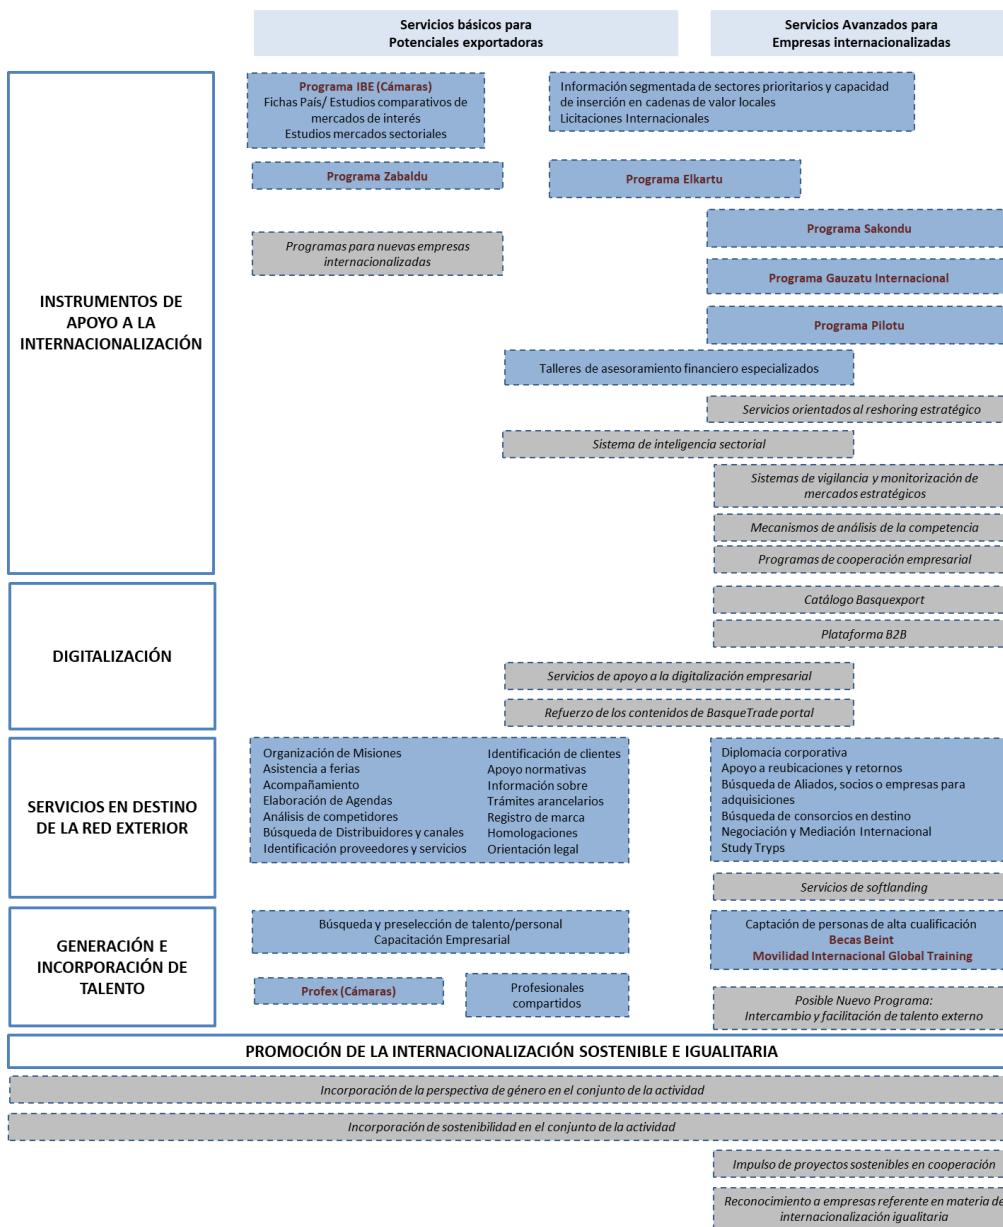 Servicios básicos para
Potenciales exportadoras
Servicios Avanzados para
Empresas internacionalizadas
INSTRUMENTOS DE
APOYO A LA
INTERNACIONALIZACIÓN
Programa IBE (Cámaras)
Fichas País/ Estudios comparativos de
mercados de interés
Estudios mercados sectoriales
Información segmentada de sectores prioritarios y capacidad
de inserción en cadenas de valor locales
Licitaciones Internacionales
Programa Zabaldu
Programa Elkartu
Programa Sakondu
Programas para nuevas empresas
internacionalizadas
Programa Gauzatu Internacional
Programa Pilotu
Talleres de asesoramiento financiero especializados
Servicios orientados al reshoring estratégico
Sistema de inteligencia sectorial
Sistemas de vigilancia y monitorización de
mercados estratégicos
Mecanismos de análisis de la competencia
Programas de cooperación empresarial
DIGITALIZACIÓN
Catálogo Basquexport
Plataforma B2B
Servicios de apoyo a la digitalización empresarial
Refuerzo de los contenidos de BasqueTrade portal
SERVICIOS EN DESTINO
DE LA RED EXTERIOR
Organización de Misiones
Asistencia a ferias
Acompañamiento
Elaboración de Agendas
Análisis de competidores
Búsqueda de Distribuidores y canales
Identificación proveedores y servicios
Identificación de clientes
Apoyo normativas
Información sobre
Trámites arancelarios
Registro de marca
Homologaciones
Orientación legal
Diplomacia corporativa
Apoyo a reubicaciones y retornos
Búsqueda de Aliados, socios o empresas para
adquisiciones
Búsqueda de consorcios en destino
Negociación y Mediación Internacional
Study Tryps
Servicios de softlanding
GENERACIÓN E
INCORPORACIÓN DE
TALENTO
Búsqueda y preselección de talento/personal
Capacitación Empresarial
Captación de personas de alta cualificación
Becas Beint
Movilidad Internacional Global Training
Profex (Cámaras)
Profesionales
compartidos
Posible Nuevo Programa:
Intercambio y facilitación de talento externo
PROMOCIÓN DE LA INTERNACIONALIZACIÓN SOSTENIBLE E IGUALITARIA
Incorporación de la perspectiva de género en el conjunto de la actividad
Incorporación de sostenibilidad en el conjunto de la actividad
Impulso de proyectos sostenibles en cooperación
Reconocimiento a empresas referente en materia de
internacionalización igualitaria